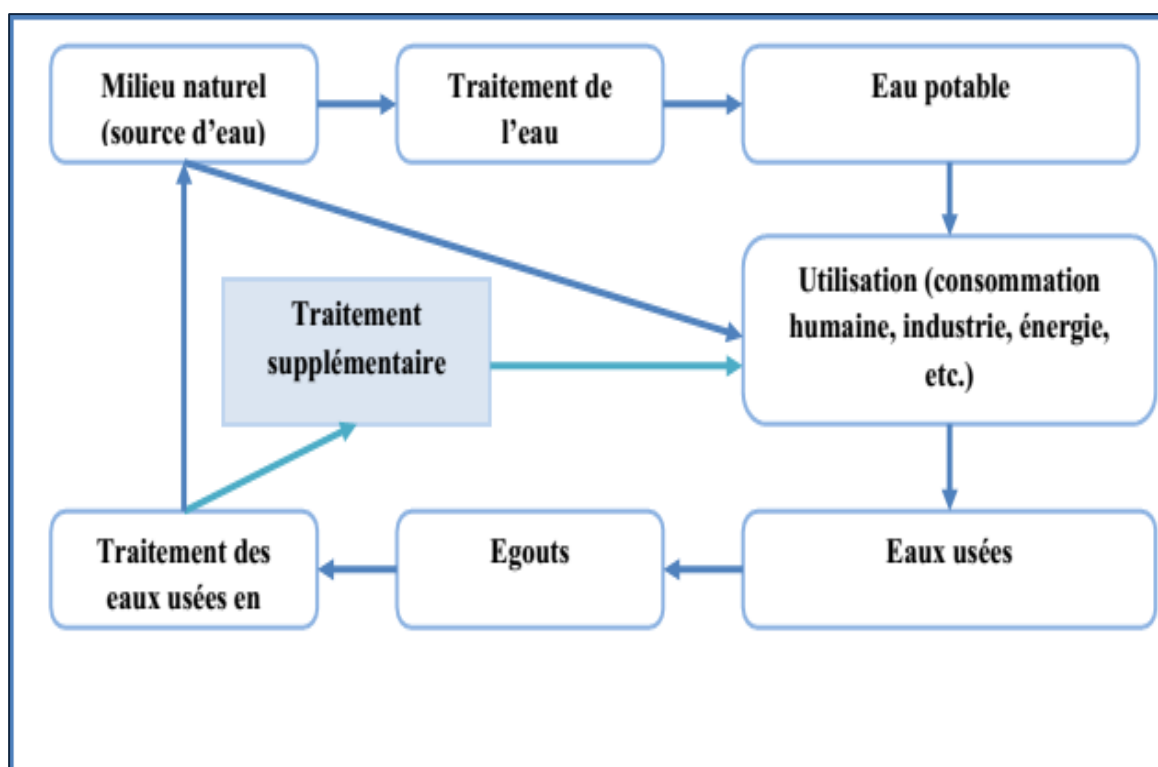 Milieu naturel
(source d'eau)
Traitement de
l'eau
Eau potable
Traitement
supplémentaire
Utilisation (consommation
humaine, industrie, énergie,
etc.)
Traitement des
eaux usées en
Egouts
Eaux usées